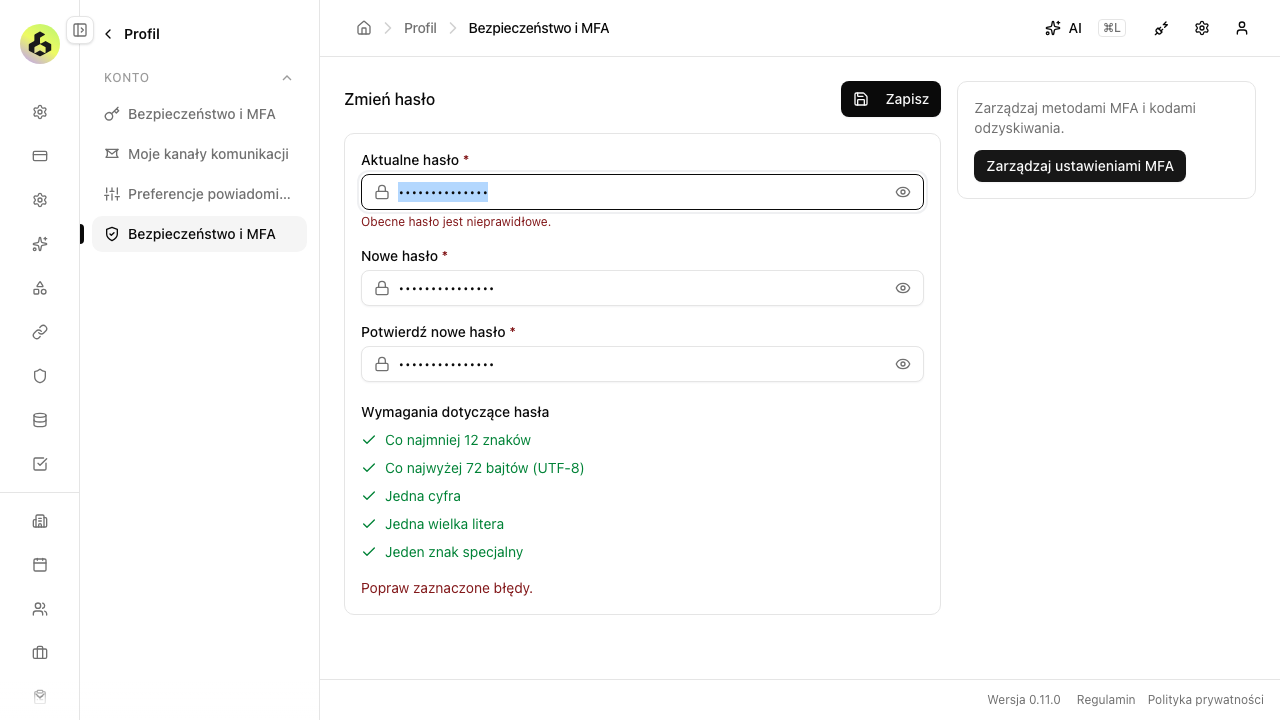 Profil
KONTO
Bezpieczeństwo i MFA
Moje kanały komunikacji
Preferencje powiadomi...
Bezpieczeństwo i MFA
Profil
Bezpieczeństwo i MFA
AI
⌘L
Zmień hasło
Zapisz
Aktualne hasło *
••••••••••••••
Obecne hasło jest nieprawidłowe.
Nowe hasło *
•••••••••••••••
Potwierdź nowe hasło *
•••••••••••••••
Wymagania dotyczące hasła
Co najmniej 12 znaków
Co najwyżej 72 bajtów (UTF-8)
Jedna cyfra
Jedna wielka litera
Jeden znak specjalny
Popraw zaznaczone błędy.
Zarządzaj metodami MFA i kodami
odzyskiwania.
Zarządzaj ustawieniami MFA
Wersja 0.11.0
Regulamin
Polityka prywatności